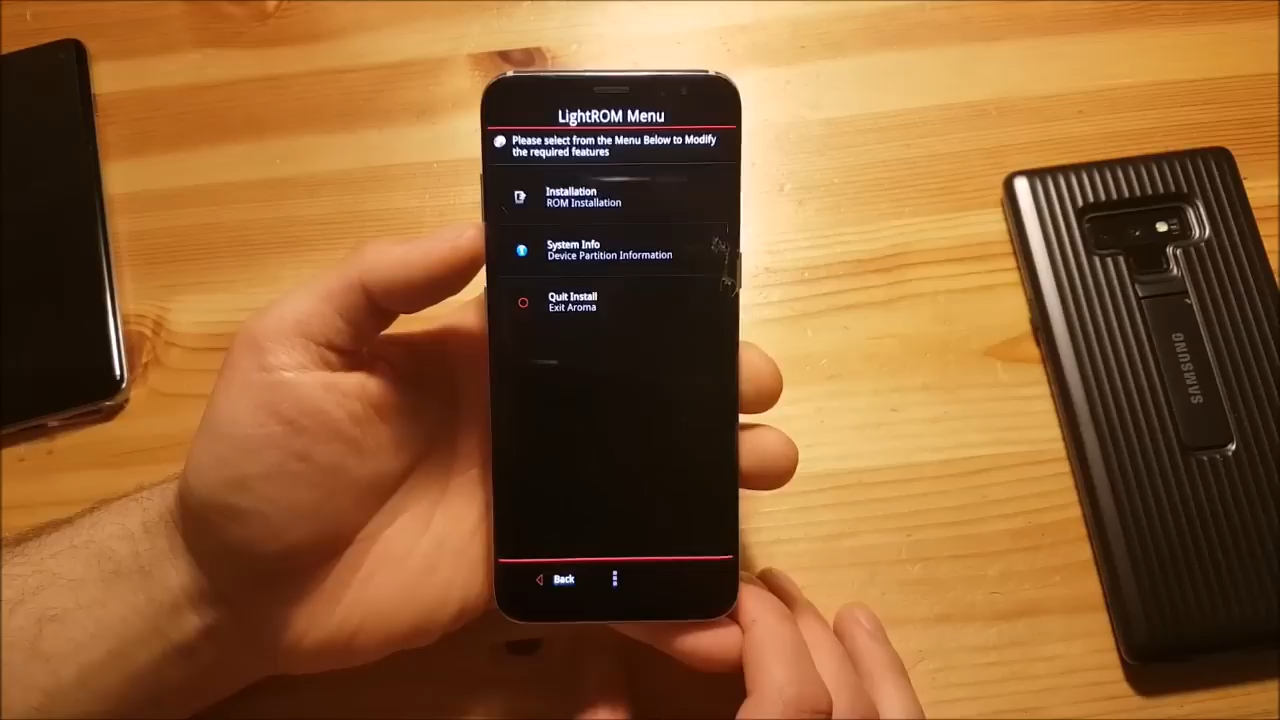 LightROM Menu
Please select from the Menu Below to Modify
the required features
Installation
ROM Installation
System Info
Device Partition Information
Quit Install
Exit Aroma
Back
SAMSUNG